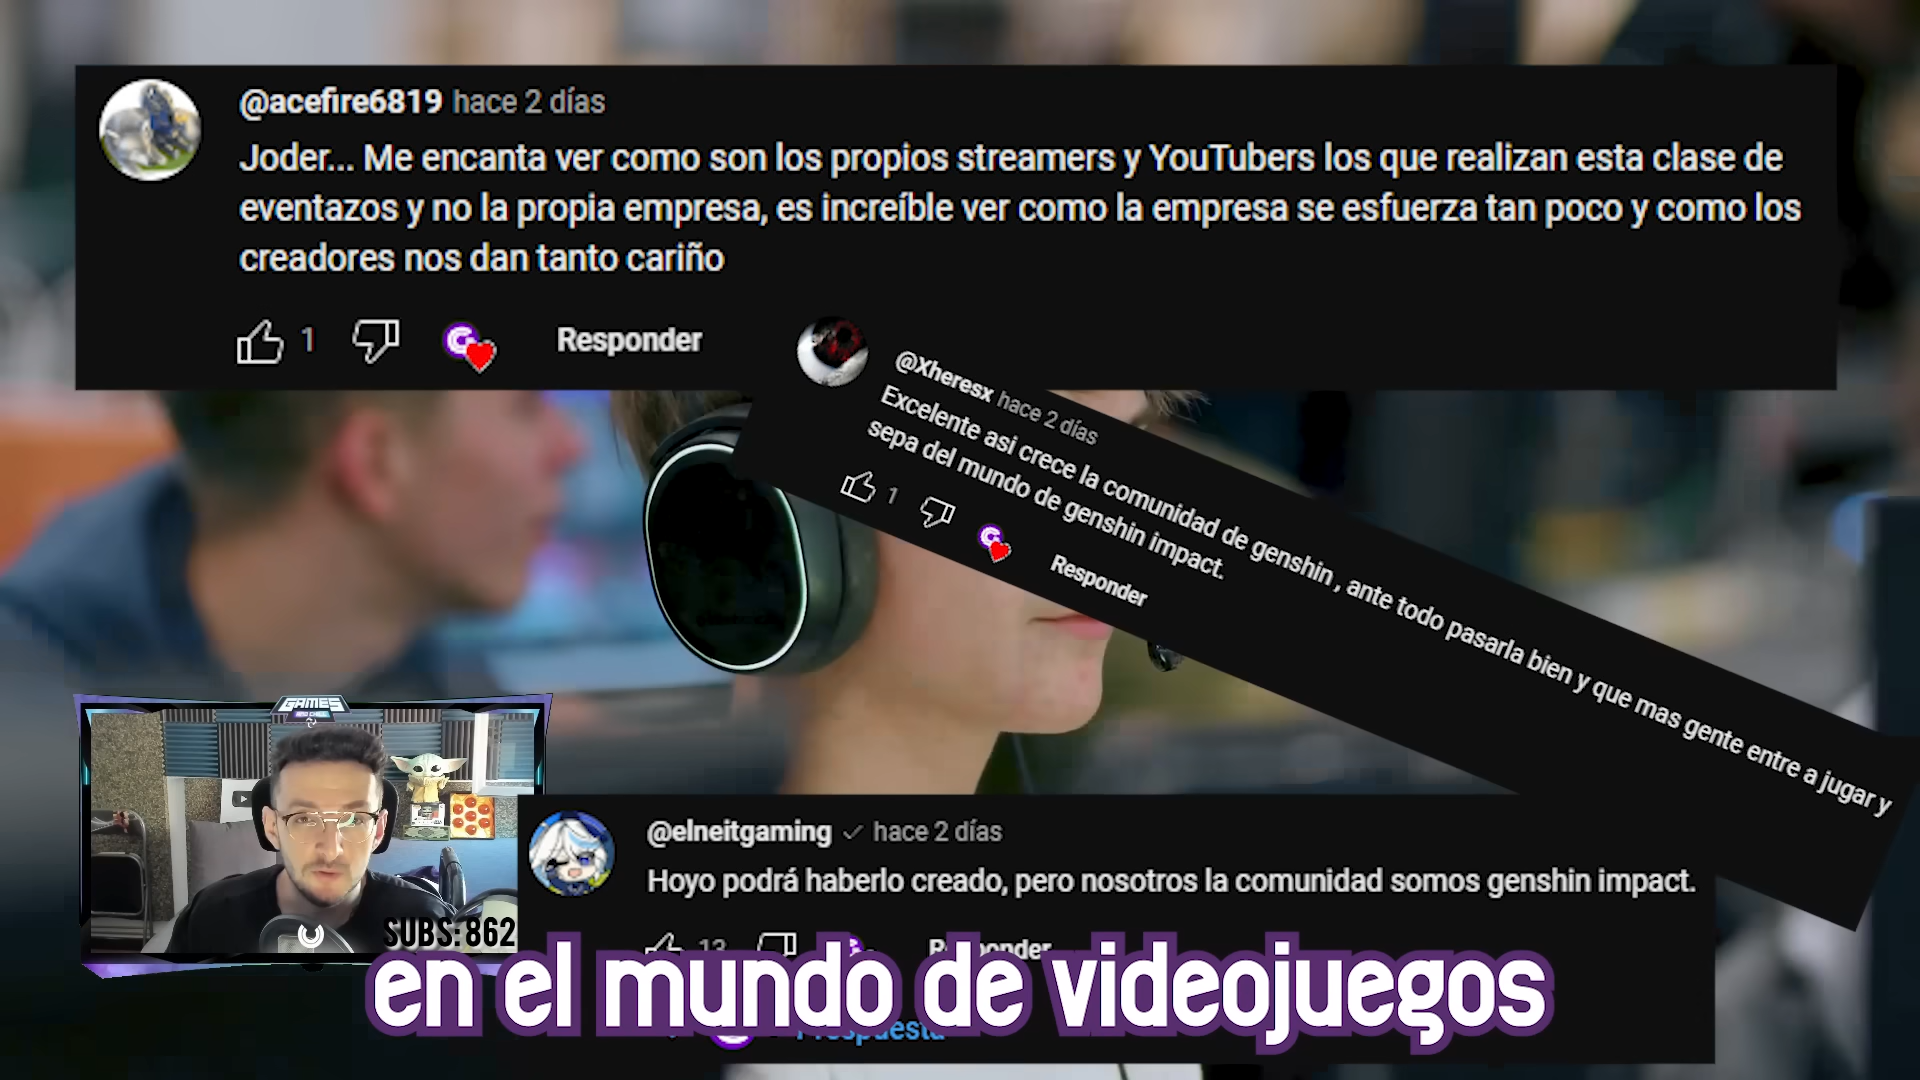 @acefire6819 hace 2 días
Joder... Me encanta ver como son los propios streamers y YouTubers los que realizan esta clase de
eventazos y no la propia empresa, es increíble ver como la empresa se esfuerza tan poco y como los
creadores nos dan tanto cariño
1
Responder
@Xheresx hace 2 días
Excelente asi crece la comunidad de genshin , ante todo pasarla bien y que mas gente entre a jugar y
sepa del mundo de genshin impact.
1
Responder
GAMES
SUBS:862
@elneitgaming hace 2 días
Hoyo podrá haberlo creado, pero nosotros la comunidad somos genshin impact.
13
Responder
en el mundo de videojuegos